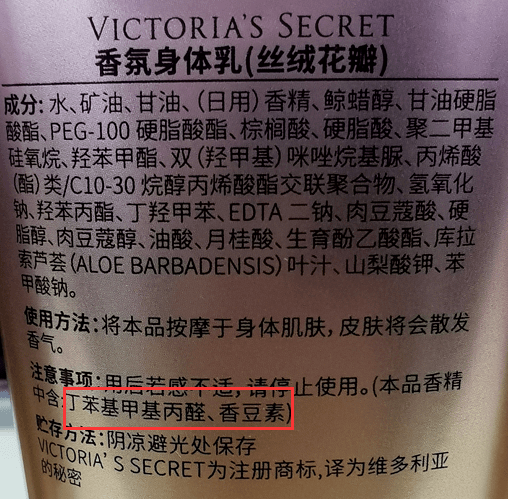 VICTORIA'S SECRET
香氛身体乳(丝绒花瓣)
成分: 水、矿油、甘油、(日用)香精、鲸蜡醇、甘油硬脂
酸酯、PEG-100 硬脂酸酯、棕榈酸、硬脂酸、聚二甲基
硅氧烷、羟苯甲酯、双(羟甲基)咪唑烷基脲、丙烯酸
(酯)类/C10-30 烷醇丙烯酸酯交联聚合物、氢氧化
钠、羟苯丙酯、丁羟甲苯、EDTA 二钠、肉豆蔻酸、硬
脂醇、肉豆蔻醇、油酸、月桂酸、生育酚乙酸酯、库拉
索芦荟(ALOE BARBADENSIS)叶汁、山梨酸钾、苯
甲酸钠。
使用方法:将本品按摩于身体肌肤, 皮肤将会散发
香气。
注意事项:用后若感不适, 请停止使用。(本品香精
中含:丁苯基甲基丙醛、香豆素)
贮存方法:阴凉避光处保存
VICTORIA'S SECRET为注册商标,译为维多利亚
的秘密